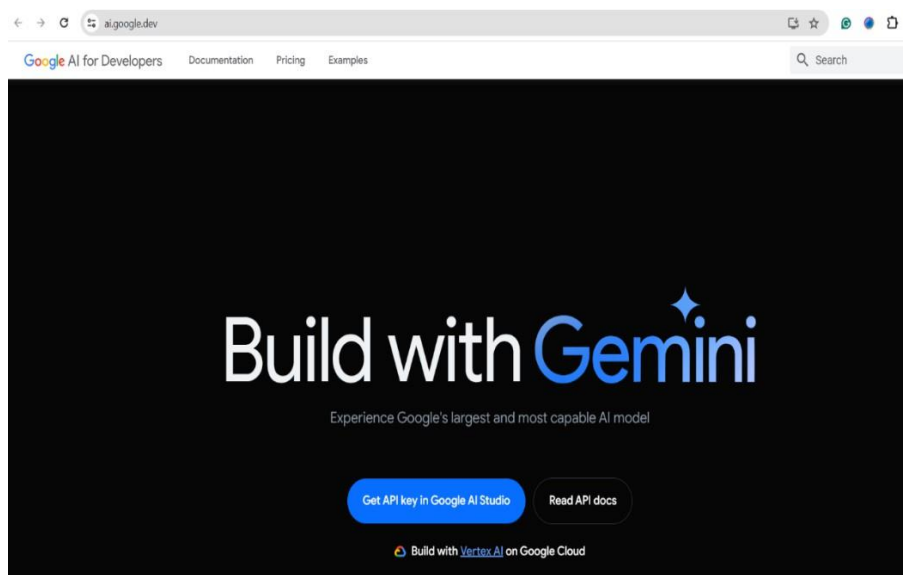 ai.google.dev
Google AI for Developers Documentation Pricing Examples Search
Build with Gemini
Experience Google's largest and most capable AI model
Get API key in Google AI Studio Read API docs
Build with Vertex AI on Google Cloud